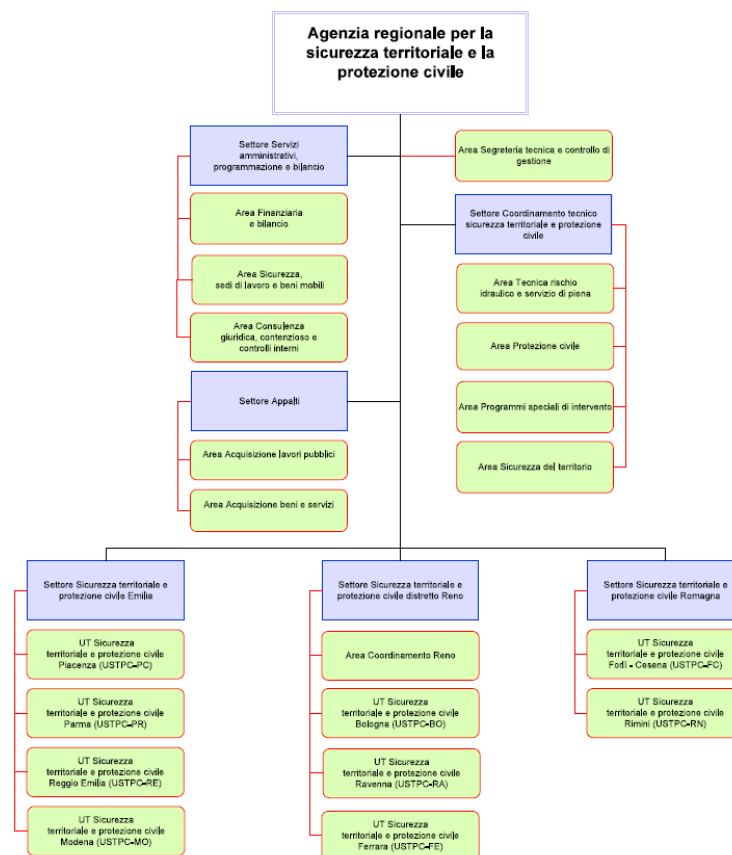 Agenzia regionale per la
sicurezza territoriale e la
protezione civile
Settore Servizi
amministrativi,
programmazione e bilancio
Area Segreteria tecnica e controllo di
gestione
Area Finanziaria
e bilancio
Settore Coordinamento tecnico
sicurezza territoriale e protezione
civile
Area Sicurezza,
sedi di lavoro e beni mobili
Area Tecnica rischio
idraulico e servizio di piena
Area Consulenza
giuridica, contenzioso e
controlli interni
Area Protezione civile
Settore Appalti
Area Programmi speciali di intervento
Area Acquisizione lavori pubblici
Area Sicurezza del territorio
Area Acquisizione beni e servizi
Settore Sicurezza territoriale e
protezione civile Emilia
Settore Sicurezza territoriale e
protezione civile distretto Reno
Settore Sicurezza territoriale e
protezione civile Romagna
UT Sicurezza
territoriale e protezione civile
Piacenza (USTPC-PC)
Area Coordinamento Reno
UT Sicurezza
territoriale e protezione civile
Forlì - Cesena (USTPC-FC)
UT Sicurezza
territoriale e protezione civile
Parma (USTPC-PR)
UT Sicurezza
territoriale e protezione civile
Bologna (USTPC-BO)
UT Sicurezza
territoriale e protezione civile
Rimini (USTPC-RN)
UT Sicurezza
territoriale e protezione civile
Reggio Emilia (USTPC-RE)
UT Sicurezza
territoriale e protezione civile
Ravenna (USTPC-RA)
UT Sicurezza
territoriale e protezione civile
Modena (USTPC-MO)
UT Sicurezza
territoriale e protezione civile
Ferrara (USTPC-FE)